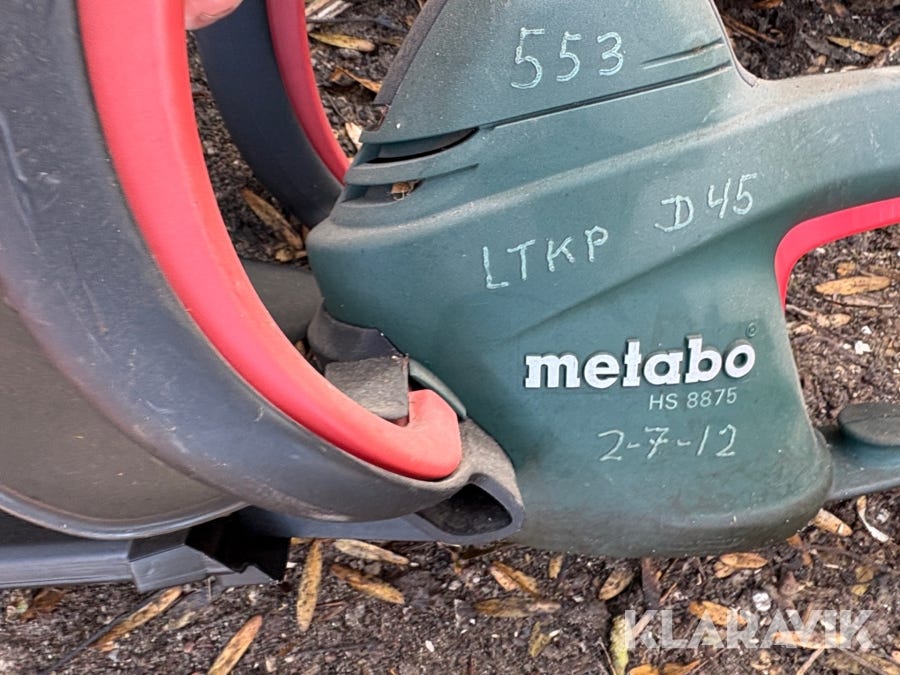 553
LTKP D45
metabo
HS 8875
2-7-12
KLARAVIK